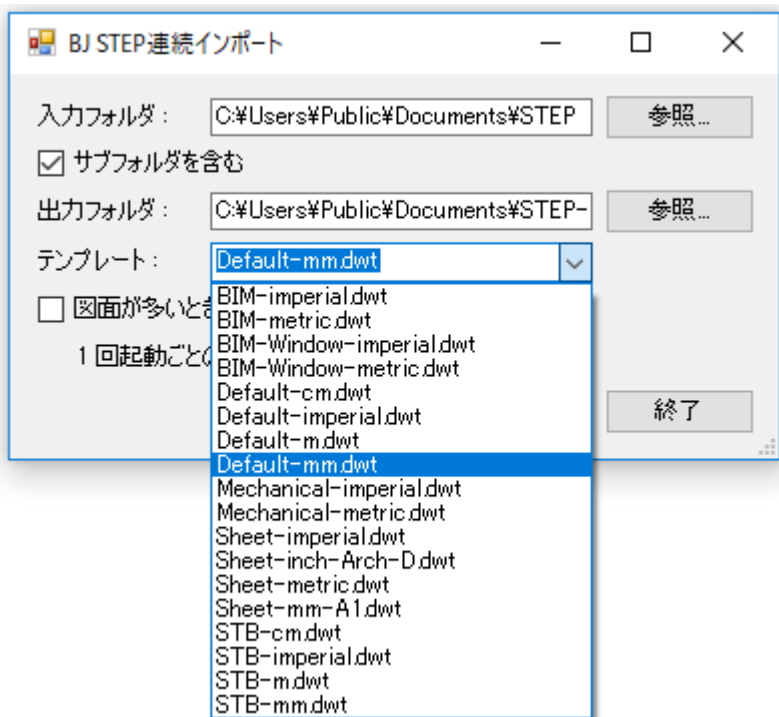 BJ STEP連続インポート
入力フォルダ : C:¥Users¥Public¥Documents¥STEP 参照...
サブフォルダを含む
出力フォルダ : C:¥Users¥Public¥Documents¥STEP- 参照...
テンプレート : Default-mm.dwt
図面が多いとき
1回起動ごとの
終了
BIM-imperial.dwt
BIM-metric.dwt
BIM-Window-imperial.dwt
BIM-Window-metric.dwt
Default-cm.dwt
Default-imperial.dwt
Default-m.dwt
Default-mm.dwt
Mechanical-imperial.dwt
Mechanical-metric.dwt
Sheet-imperial.dwt
Sheet-inch-Arch-D.dwt
Sheet-metric.dwt
Sheet-mm-A1.dwt
STB-cm.dwt
STB-imperial.dwt
STB-m.dwt
STB-mm.dwt